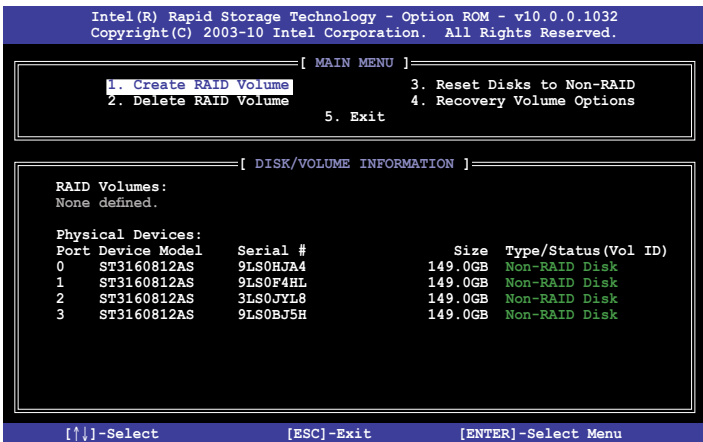 Intel(R) Rapid Storage Technology - Option ROM - v10.0.0.1032
Copyright(C) 2003-10 Intel Corporation. All Rights Reserved.
[ MAIN MENU ]
1. Create RAID Volume 3. Reset Disks to Non-RAID
2. Delete RAID Volume 4. Recovery Volume Options
5. Exit
[ DISK/VOLUME INFORMATION ]
RAID Volumes:
None defined.
Physical Devices:
Port Device Model Serial # Size Type/Status(Vol ID)
0 ST3160812AS 9LS0HJA4 149.0GB Non-RAID Disk
1 ST3160812AS 9LS0F4HL 149.0GB Non-RAID Disk
2 ST3160812AS 3LS0JYL8 149.0GB Non-RAID Disk
3 ST3160812AS 9LS0BJ5H 149.0GB Non-RAID Disk
[↑↓]-Select [ESC]-Exit [ENTER]-Select Menu